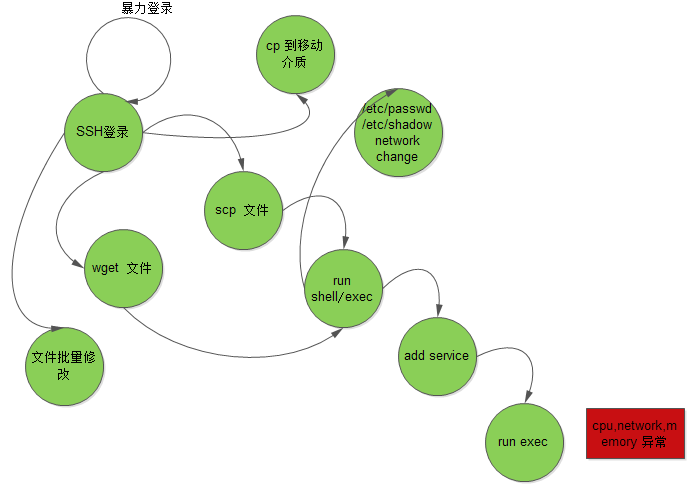 暴力登录
cp 到移动
介质
/etc/passwd
/etc/shadow
network
change
SSH登录
scp 文件
wget 文件
run
shell/exec
文件批量修
改
add service
run exec
cpu,network,m
emory 异常